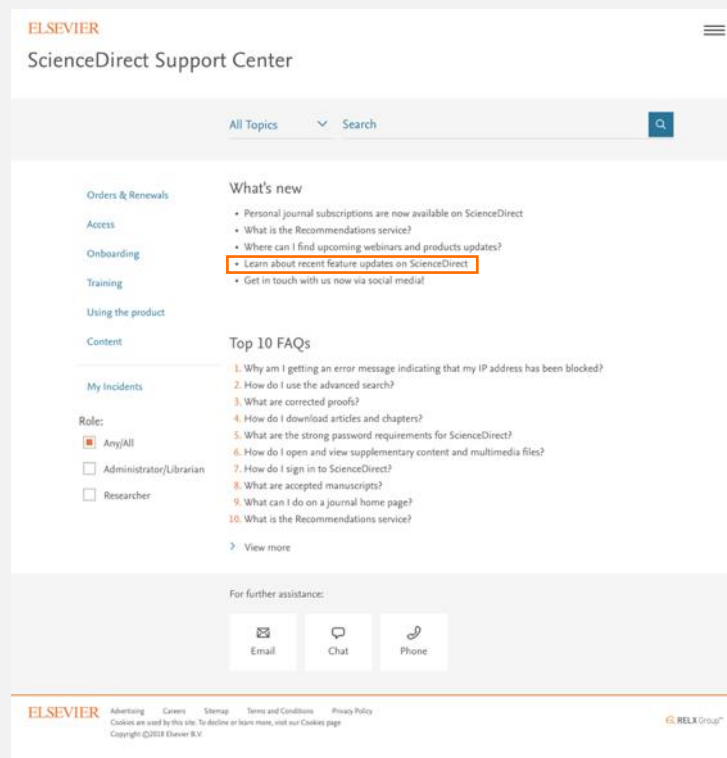 ELSEVIER
ScienceDirect Support Center
All Topics Search
Orders & Renewals
Access
Onboarding
Training
Using the product
Content
My Incidents
Role:
Any/All
Administrator/Librarian
Researcher
What's new
• Personal journal subscriptions are now available on ScienceDirect
• What is the Recommendations service?
• Where can I find upcoming webinars and products updates?
• Learn about recent feature updates on ScienceDirect
• Get in touch with us now via social media!
Top 10 FAQs
1. Why am I getting an error message indicating that my IP address has been blocked?
2. How do I use the advanced search?
3. What are corrected proofs?
4. How do I download articles and chapters?
5. What are the strong password requirements for ScienceDirect?
6. How do I open and view supplementary content and multimedia files?
7. How do I sign in to ScienceDirect?
8. What are accepted manuscripts?
9. What can I do on a journal home page?
10. What is the Recommendations service?
View more
For further assistance:
Email Chat Phone
ELSEVIER
Advertising Careers Sitemap Terms and Conditions Privacy Policy
Cookies are used by this site. To decline or learn more, visit our Cookies page
Copyright ©2018 Elsevier B.V.
RELX Group™